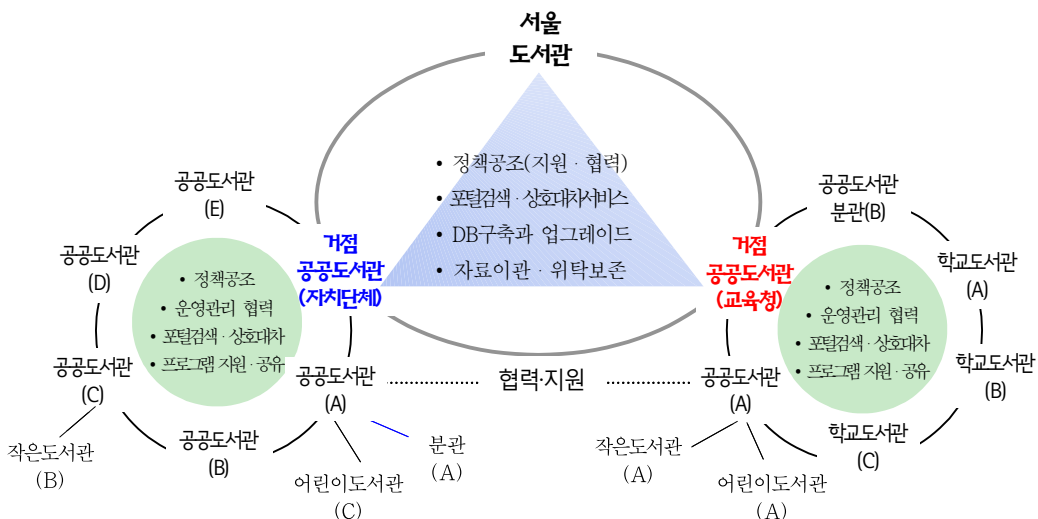 서울
도서관
• 정책공조(지원 · 협력)
• 포털검색 · 상호대차서비스
• DB구축과 업그레이드
• 자료이관 · 위탁보존
공공도서관
(E)
공공도서관
(D)
공공도서관
(C)
작은도서관
(B)
공공도서관
(B)
거점
공공도서관
(자치단체)
• 정책공조
• 운영관리 협력
• 포털검색 · 상호대차
• 프로그램 지원 · 공유
공공도서관
(A)
분관
(A)
어린이도서관
(C)
협력·지원
거점
공공도서관
(교육청)
공공도서관
분관(B)
학교도서관
(A)
학교도서관
(B)
학교도서관
(C)
• 정책공조
• 운영관리 협력
• 포털검색 · 상호대차
• 프로그램 지원 · 공유
공공도서관
(A)
작은도서관
(A)
어린이도서관
(A)